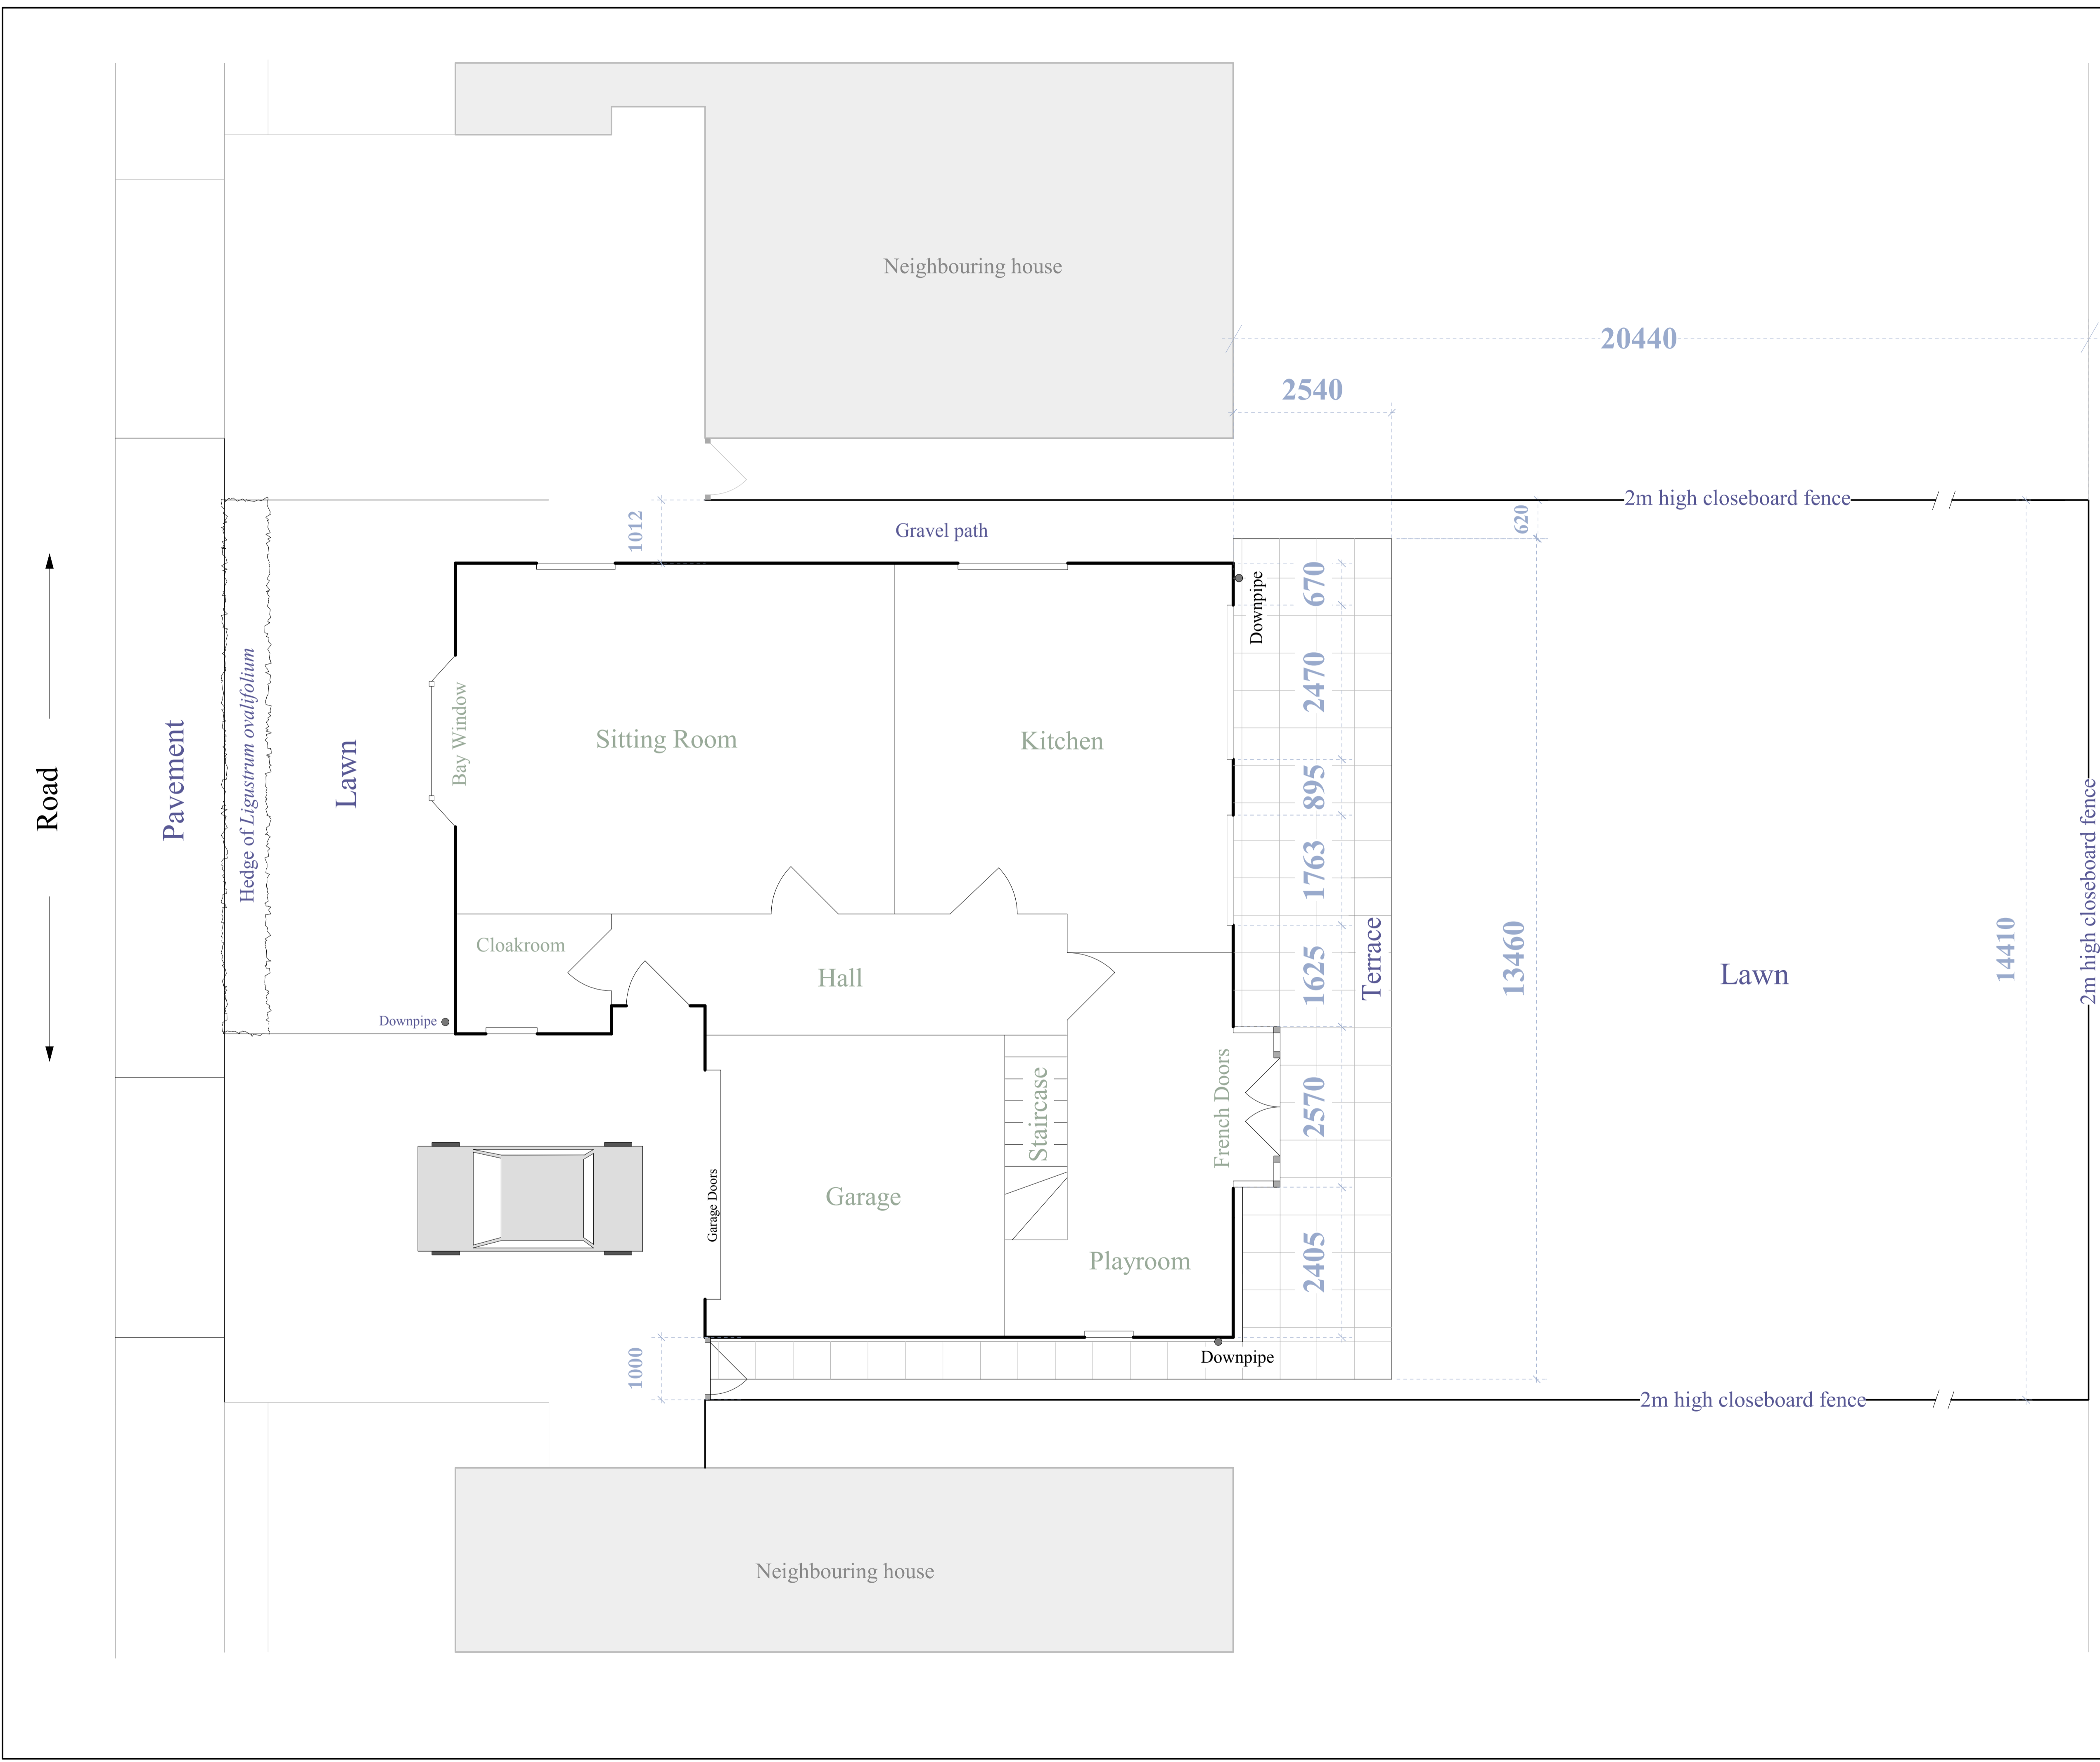 Neighbouring house
20440
2540
2m high closeboard fence
1012
Gravel path
620
Downpipe
670
2470
895
1763
1625
2570
2405
Road
Pavement
Hedge of Ligustrum ovalifolium
Lawn
Bay Window
Sitting Room
Kitchen
Cloakroom
Hall
Downpipe
Staircase
French Doors
Terrace
13460
Lawn
14410
2m high closeboard fence
Garage Doors
Garage
Playroom
1000
Downpipe
2m high closeboard fence
Neighbouring house